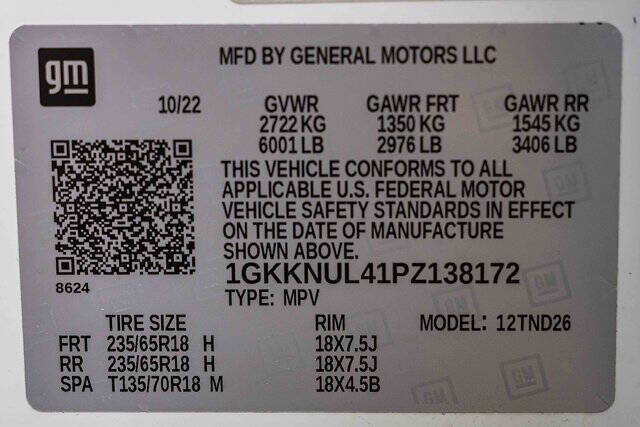 gm
MFD BY GENERAL MOTORS LLC
10/22 GVWR GAWR FRT GAWR RR
2722 KG 1350 KG 1545 KG
6001 LB 2976 LB 3406 LB
THIS VEHICLE CONFORMS TO ALL
APPLICABLE U.S. FEDERAL MOTOR
VEHICLE SAFETY STANDARDS IN EFFECT
ON THE DATE OF MANUFACTURE
SHOWN ABOVE.
1GKKNUL41PZ138172
8624
TYPE: MPV
TIRE SIZE RIM MODEL: 12TND26
FRT 235/65R18 H 18X7.5J
RR 235/65R18 H 18X7.5J
SPA T135/70R18 M 18X4.5B